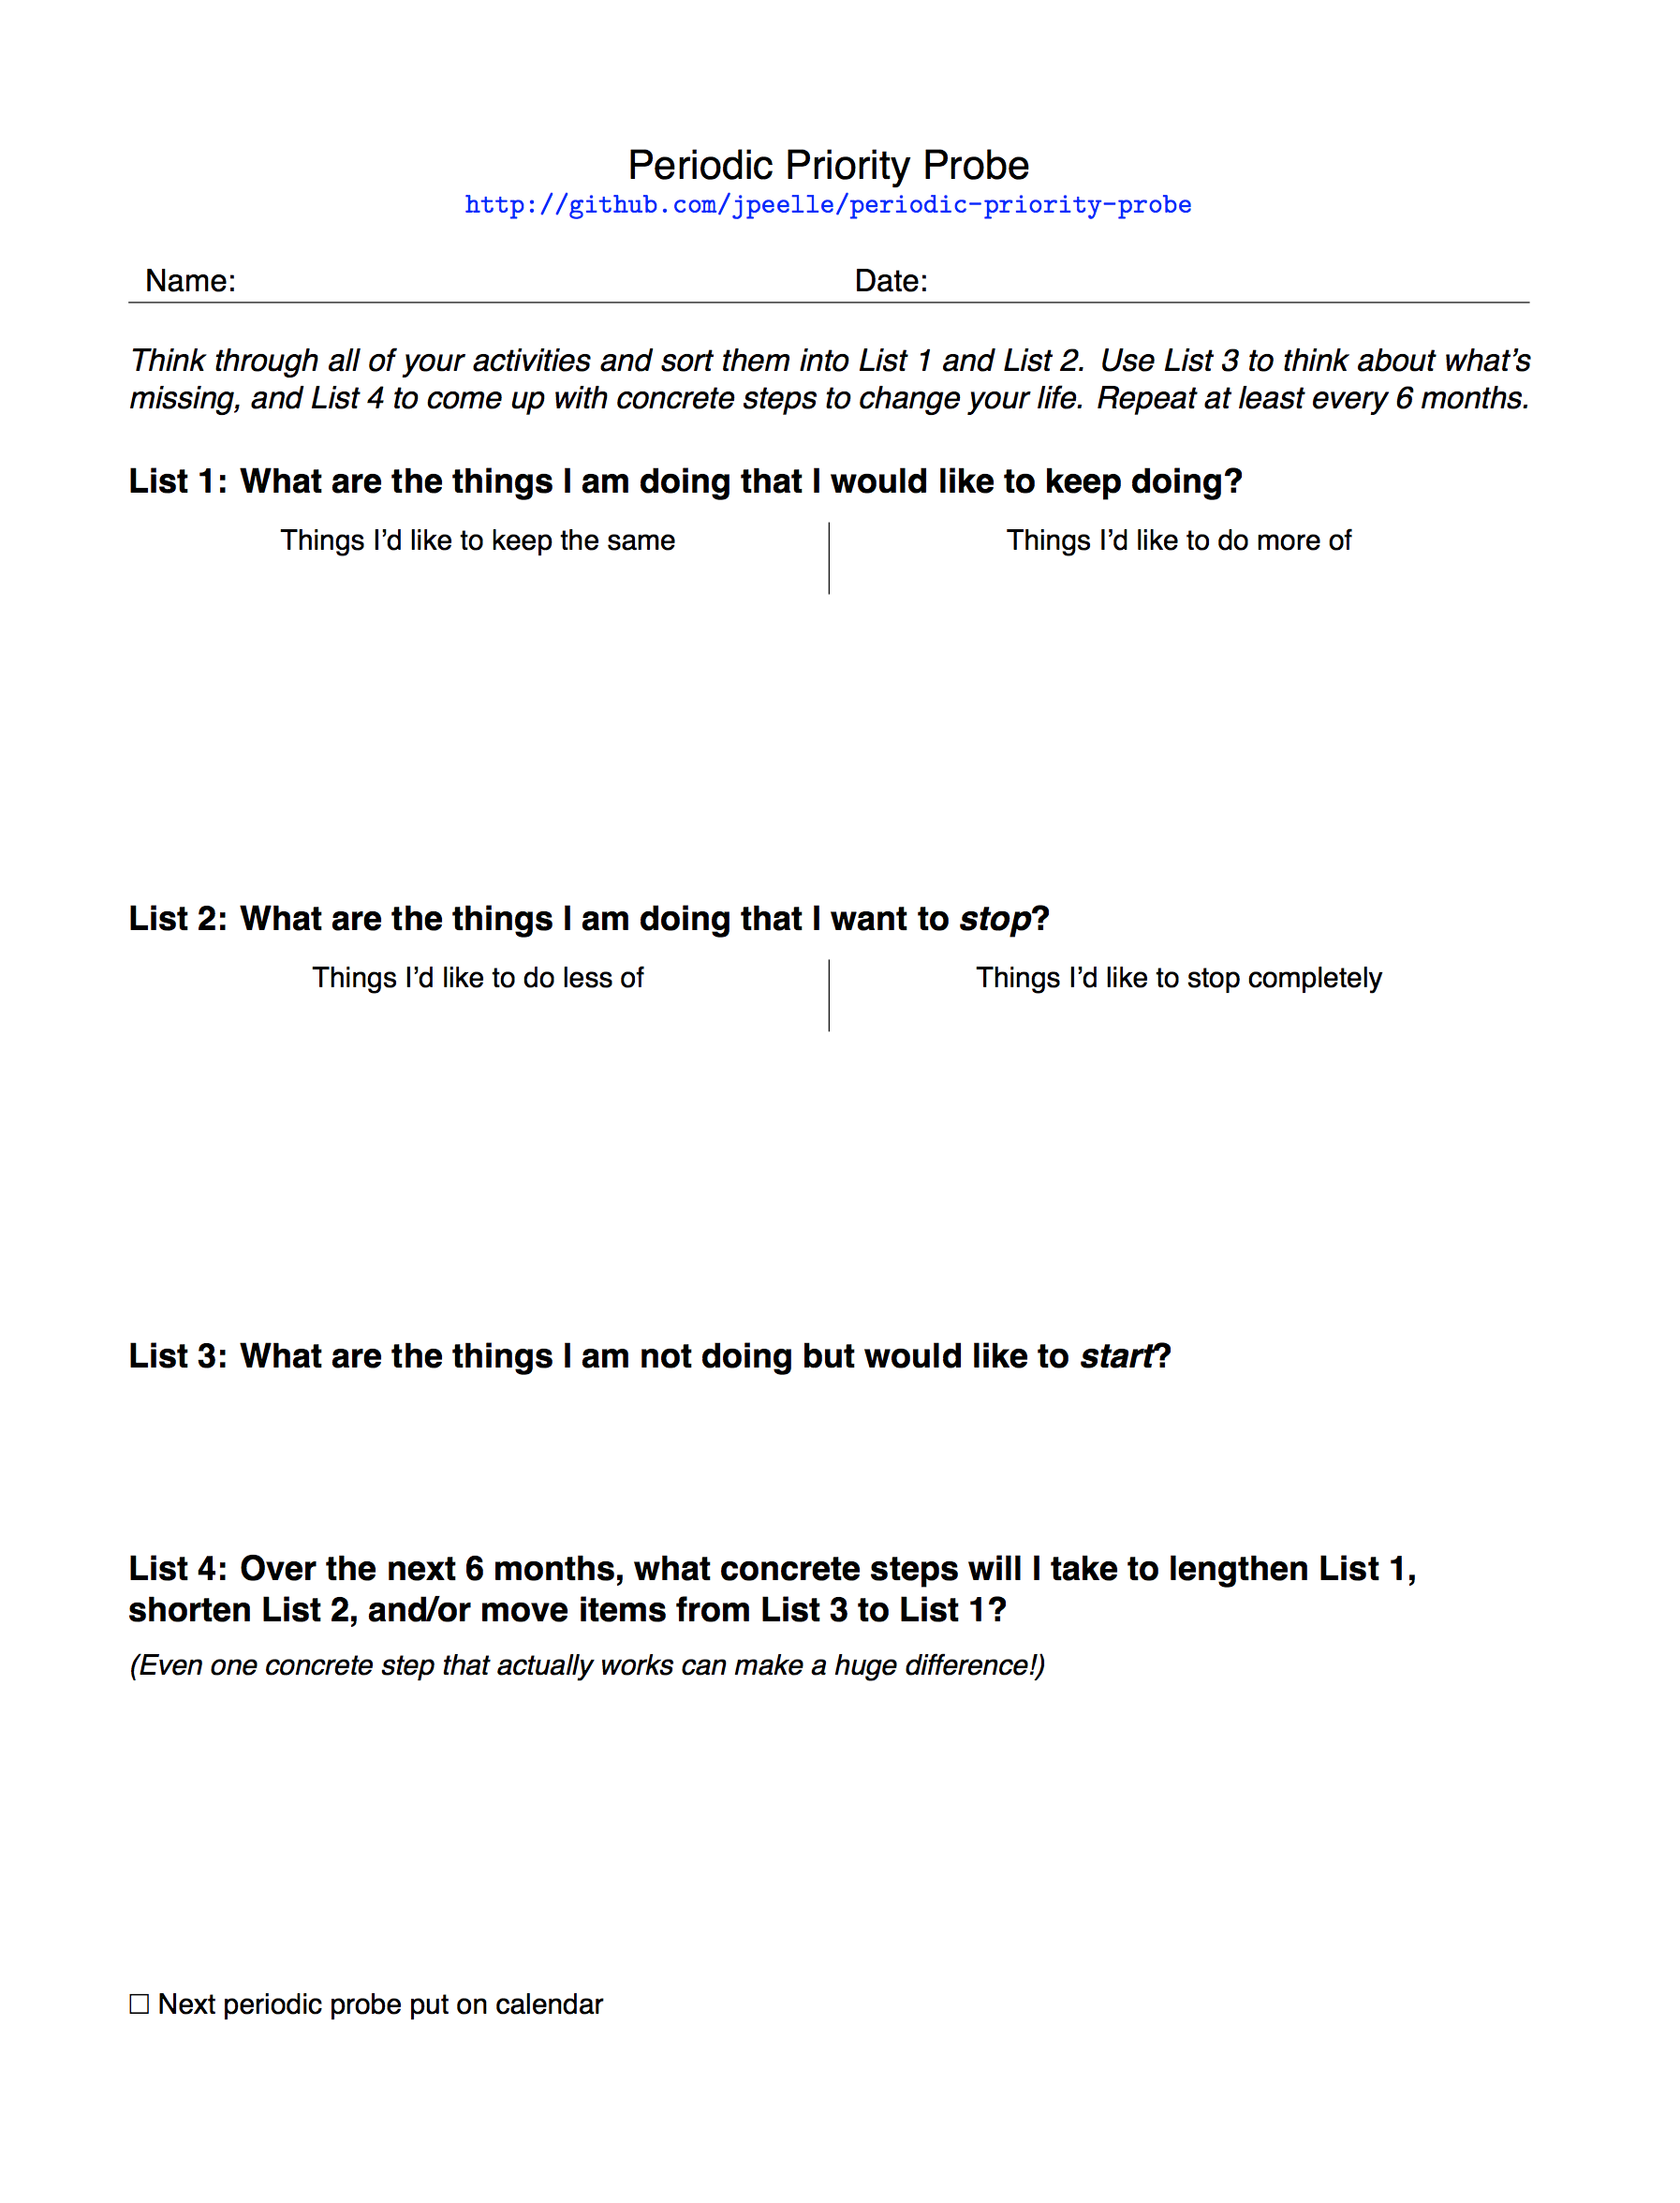 Periodic Priority Probe
http://github.com/jpeelle/periodic-priority-probe
Name: Date:
Think through all of your activities and sort them into List 1 and List 2. Use List 3 to think about what’s
missing, and List 4 to come up with concrete steps to change your life. Repeat at least every 6 months.
List 1: What are the things I am doing that I would like to keep doing?
Things I’d like to keep the same
Things I’d like to do more of
List 2: What are the things I am doing that I want to stop?
Things I’d like to do less of
Things I’d like to stop completely
List 3: What are the things I am not doing but would like to start?
List 4: Over the next 6 months, what concrete steps will I take to lengthen List 1,
shorten List 2, and/or move items from List 3 to List 1?
(Even one concrete step that actually works can make a huge difference!)
☐ Next periodic probe put on calendar